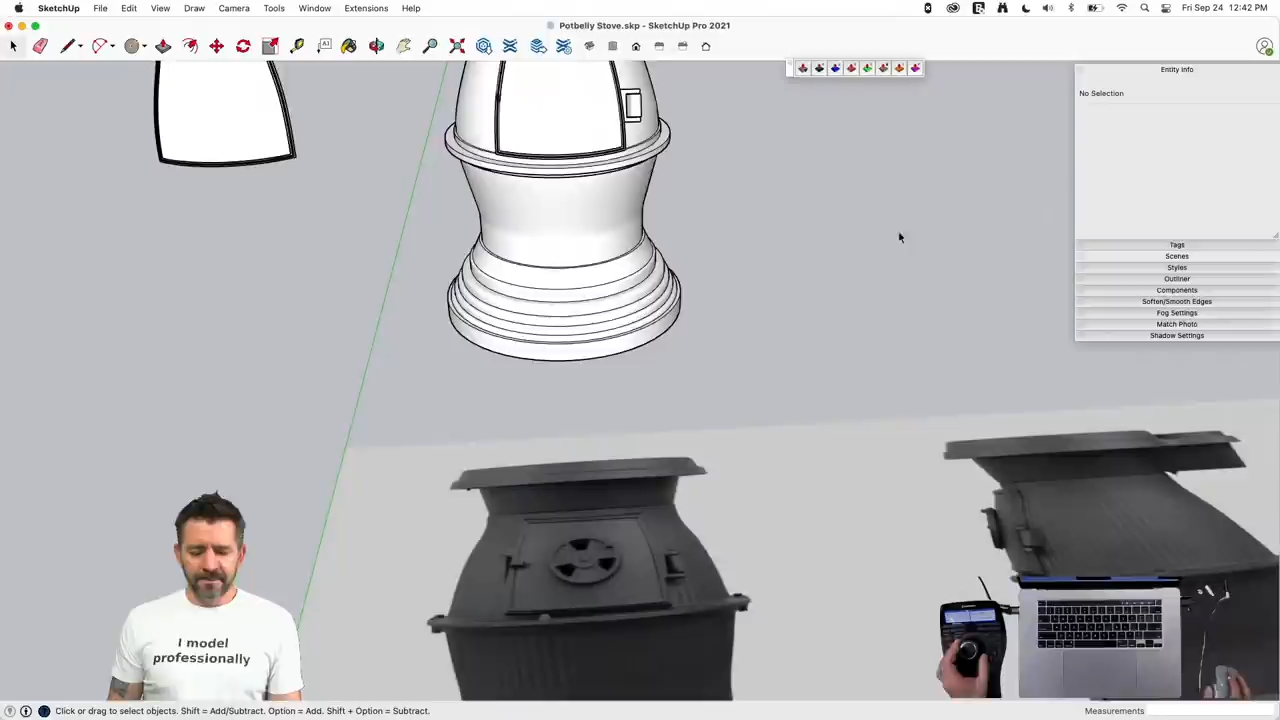 SketchUp File Edit View Draw Camera Tools Window Extensions Help Fri Sep 24 12:42 PM
Potbelly Stove.skp - SketchUp Pro 2021
Entity Info
No Selection
Tags
Scenes
Styles
Outliner
Components
Soften/Smooth Edges
Fog Settings
Match Photo
Shadow Settings
I model
professionally
Click or drag to select objects. Shift = Add/Subtract. Option = Add. Shift + Option = Subtract.
Measurements